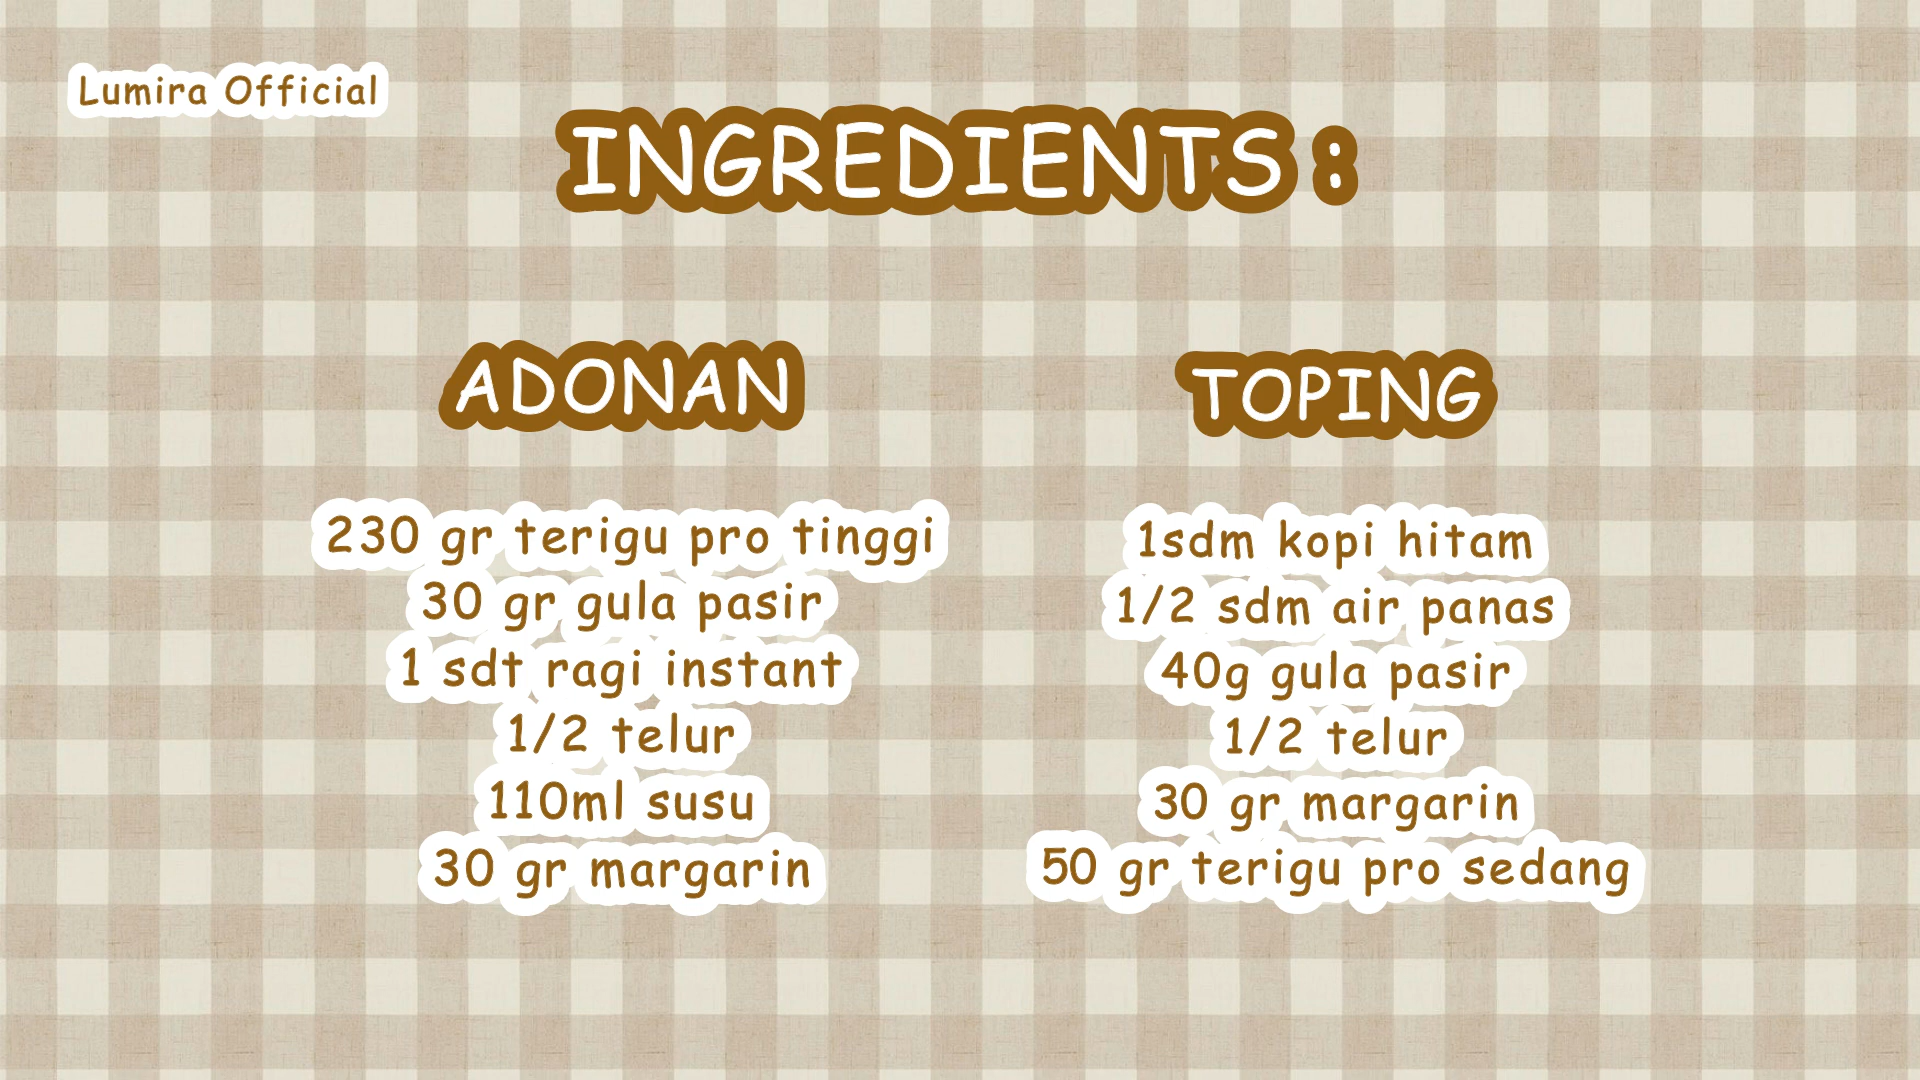 Lumira Official
INGREDIENTS :
ADONAN
230 gr terigu pro tinggi
30 gr gula pasir
1 sdt ragi instant
1/2 telur
110ml susu
30 gr margarin
TOPING
1sdm kopi hitam
1/2 sdm air panas
40g gula pasir
1/2 telur
30 gr margarin
50 gr terigu pro sedang